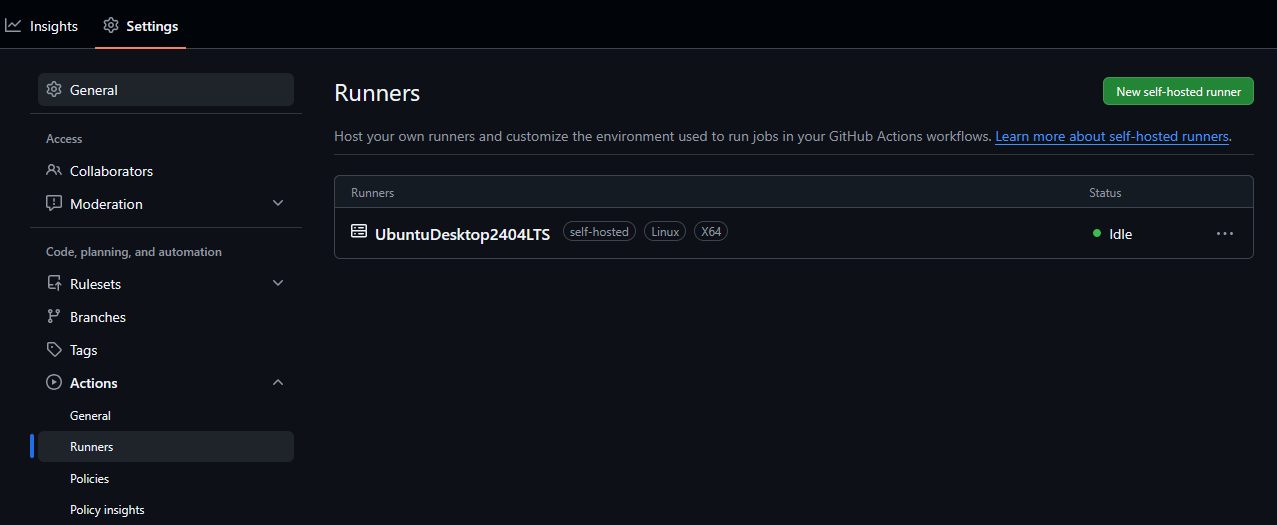 Insights
Settings
General
Access
Collaborators
Moderation
Code, planning, and automation
Rulesets
Branches
Tags
Actions
General
Runners
Policies
Policy insights
Runners
New self-hosted runner
Host your own runners and customize the environment used to run jobs in your GitHub Actions workflows. Learn more about self-hosted runners.
Runners Status
UbuntuDesktop2404LTS self-hosted Linux X64 Idle